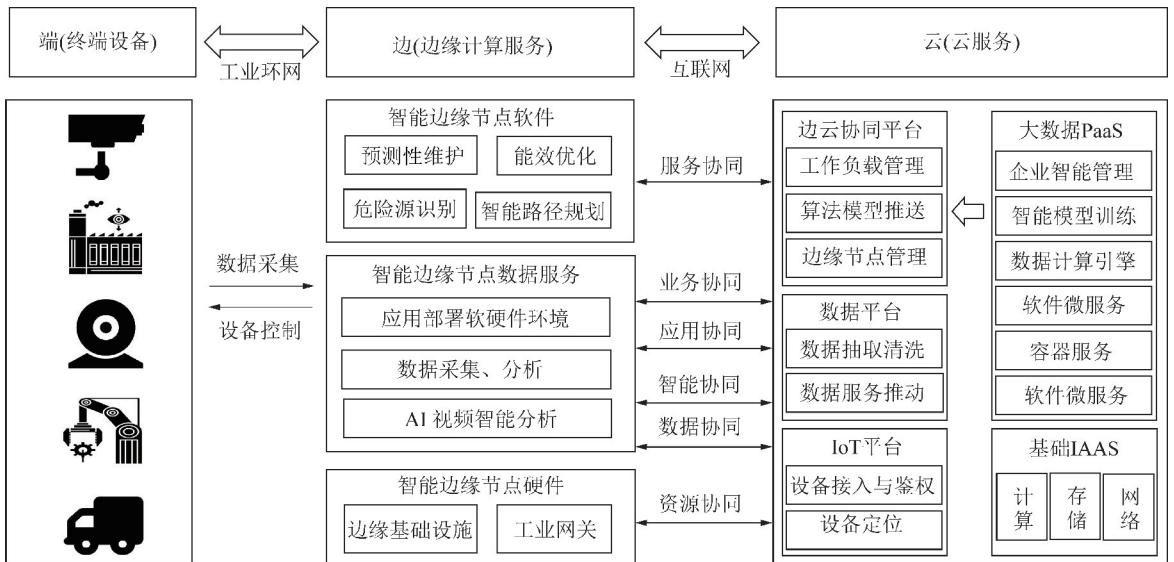 端(终端设备)
工业环网
边(边缘计算服务)
互联网
云(云服务)
数据采集
设备控制
智能边缘节点软件
预测性维护
能效优化
危险源识别
智能路径规划
智能边缘节点数据服务
应用部署软硬件环境
数据采集、分析
AI 视频智能分析
智能边缘节点硬件
边缘基础设施
工业网关
服务协同
业务协同
应用协同
智能协同
数据协同
资源协同
边云协同平台
工作负载管理
算法模型推送
边缘节点管理
数据平台
数据抽取清洗
数据服务推动
IoT平台
设备接入与鉴权
设备定位
大数据PaaS
企业智能管理
智能模型训练
数据计算引擎
软件微服务
容器服务
软件微服务
基础IAAS
计算
存储
网络